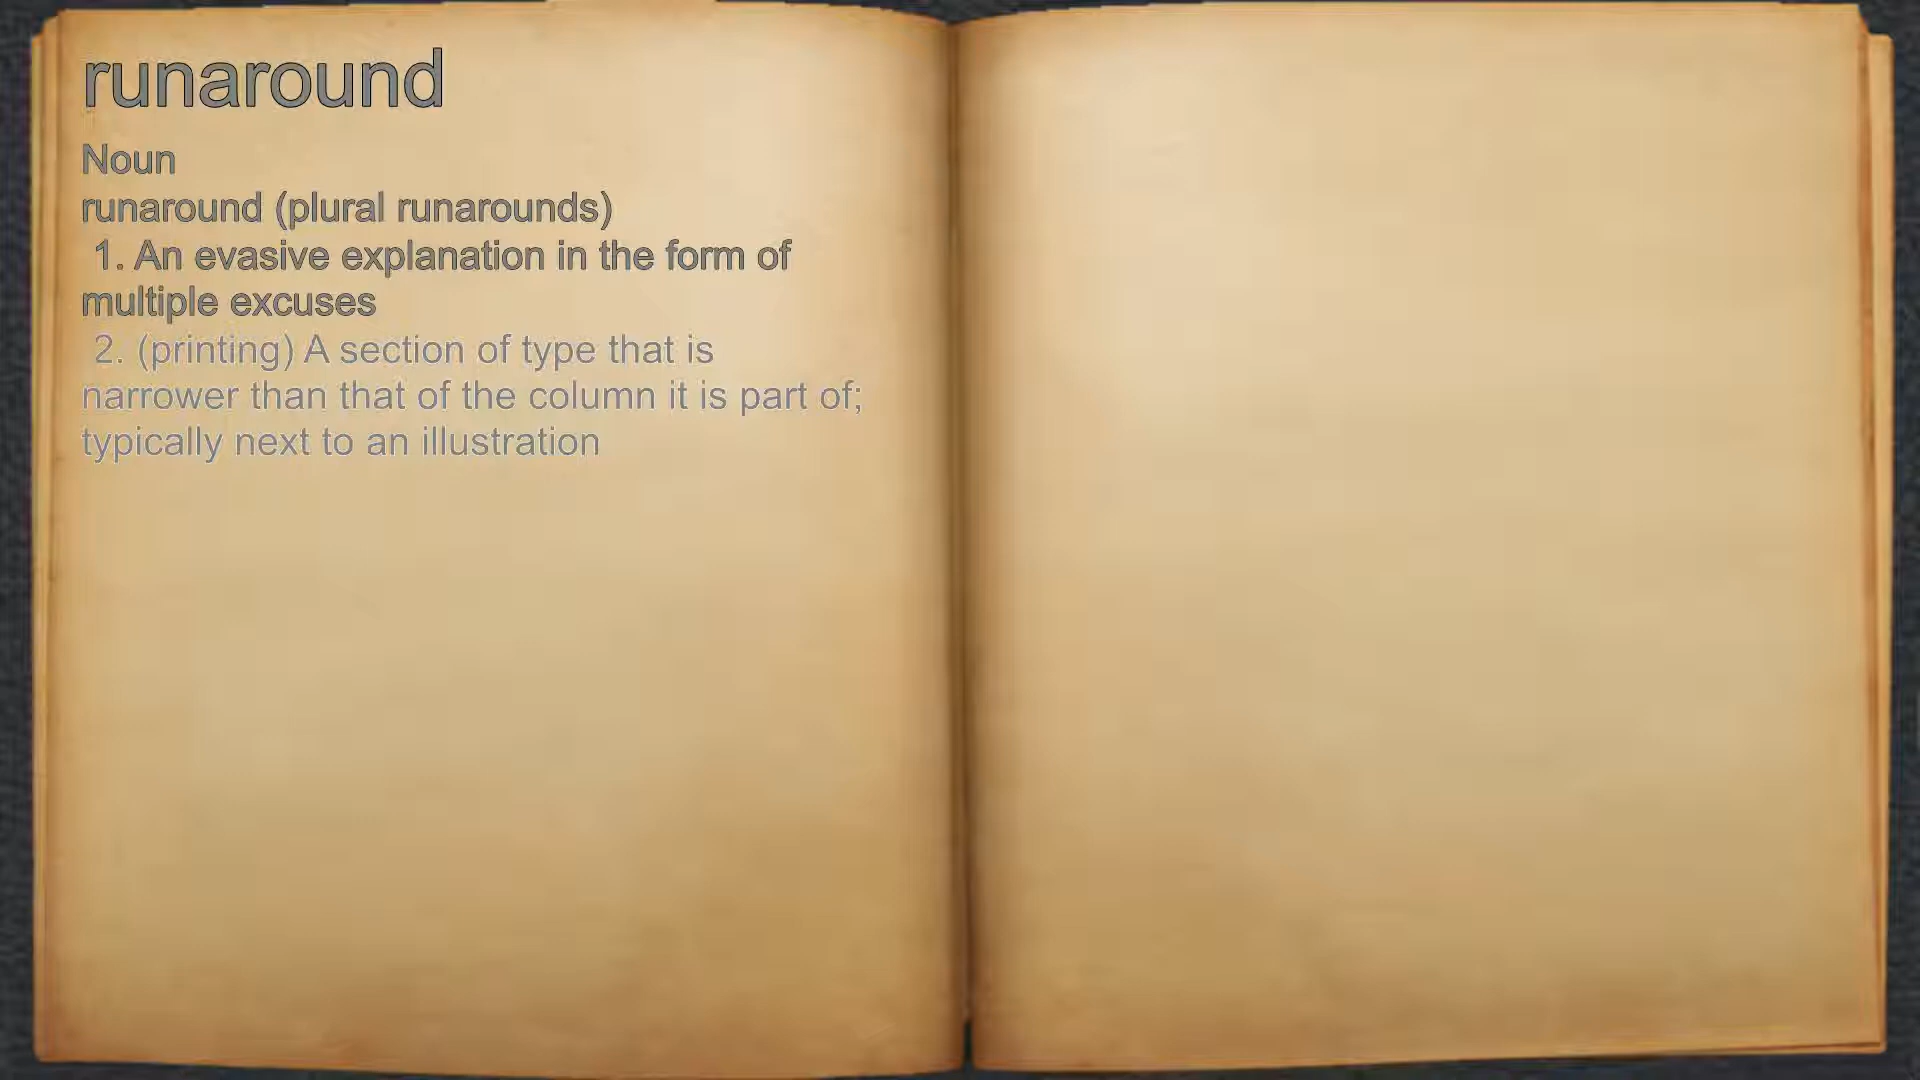 runaround
Noun
runaround (plural runarounds)
1. An evasive explanation in the form of
multiple excuses
2. (printing) A section of type that is
narrower than that of the column it is part of;
typically next to an illustration